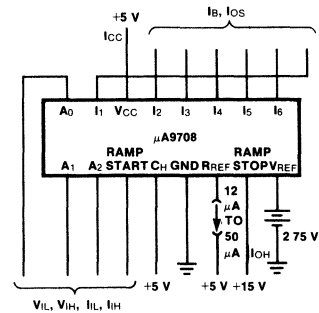 +5 V
ICC
IB, IOS
A0 I1 VCC I2 I3 I4 I5 I6
μA9708
RAMP RAMP
A1 A2 START CH GND RREF STOP VREF
12
μA
TO
50
μA IOH
2 75 V
+5 V +5 V +15 V
VIL, VIH, IIL, IIH